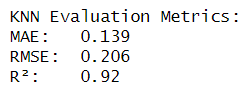 KNN Evaluation Metrics:
MAE:   0.139
RMSE:  0.206
R²:    0.92